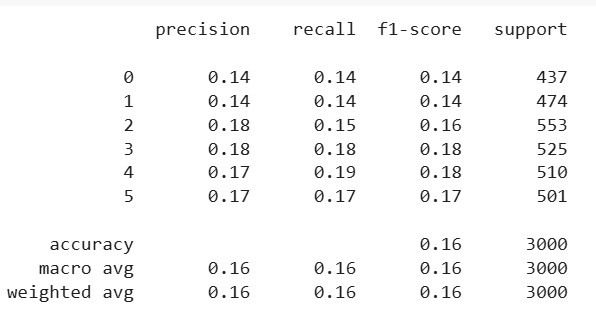 precision recall f1-score support
0 0.14 0.14 0.14 437
1 0.14 0.14 0.14 474
2 0.18 0.15 0.16 553
3 0.18 0.18 0.18 525
4 0.17 0.19 0.18 510
5 0.17 0.17 0.17 501
accuracy 0.16 3000
macro avg 0.16 0.16 0.16 3000
weighted avg 0.16 0.16 0.16 3000